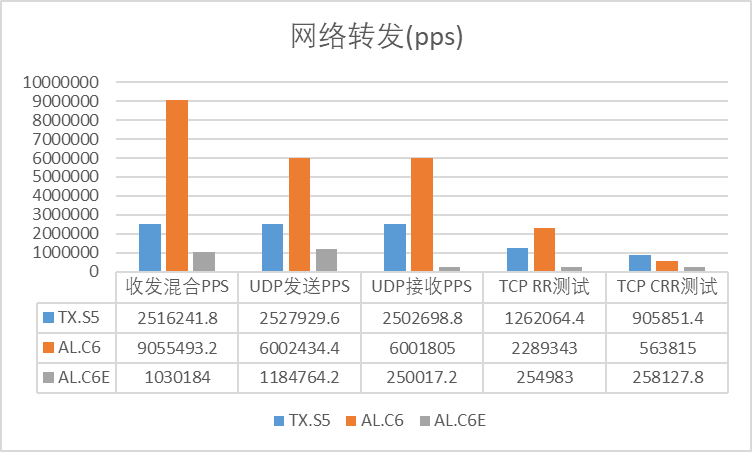 网络转发(pps)
10000000
9000000
8000000
7000000
6000000
5000000
4000000
3000000
2000000
1000000
0
收发混合PPS UDP发送PPS UDP接收PPS TCP RR测试 TCP CRR测试
TX.S5 2516241.8 2527929.6 2502698.8 1262064.4 905851.4
AL.C6 9055493.2 6002434.4 6001805 2289343 563815
AL.C6E 1030184 1184764.2 250017.2 254983 258127.8
TX.S5 AL.C6 AL.C6E